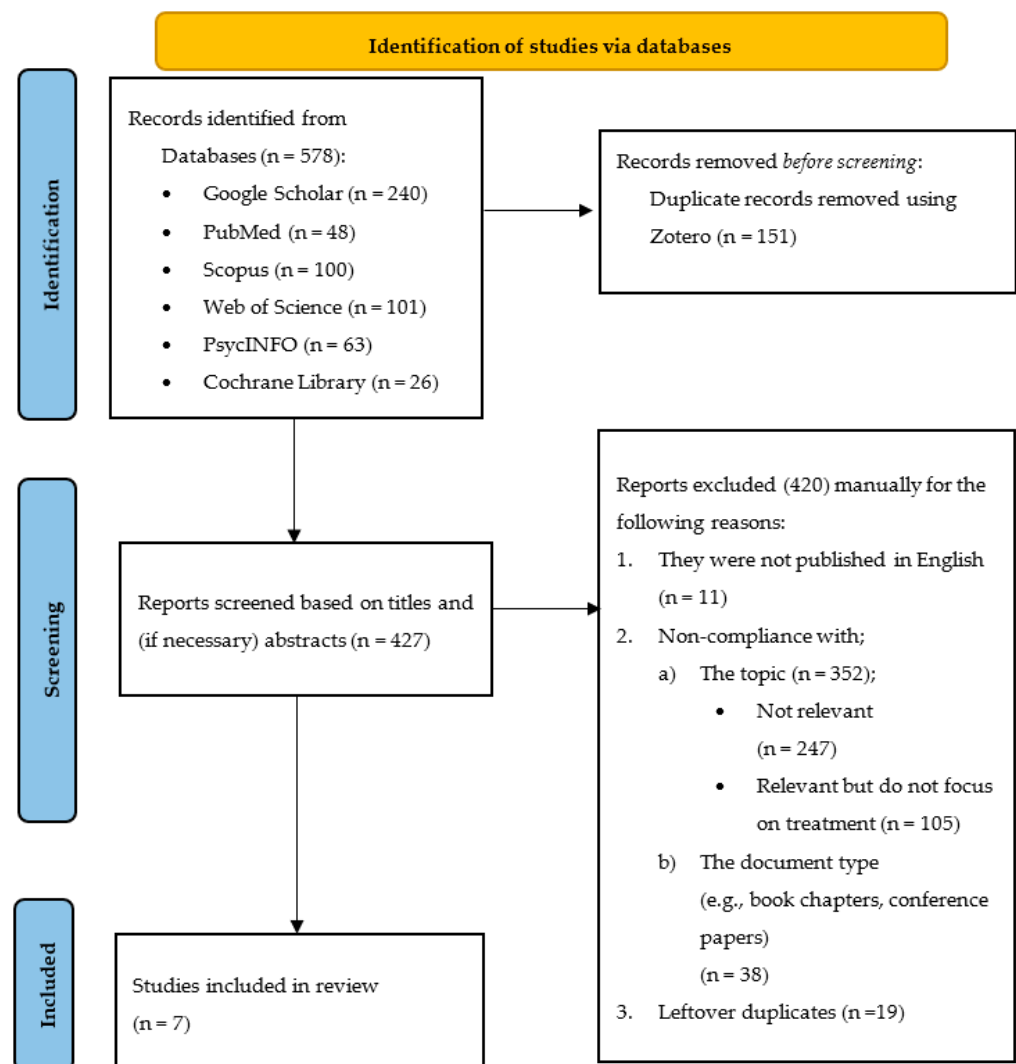 Identification of studies via databases
Identification
Records identified from
Databases (n = 578):
• Google Scholar (n = 240)
• PubMed (n = 48)
• Scopus (n = 100)
• Web of Science (n = 101)
• PsycINFO (n = 63)
• Cochrane Library (n = 26)
Records removed before screening:
Duplicate records removed using
Zotero (n = 151)
Screening
Reports screened based on titles and
(if necessary) abstracts (n = 427)
Reports excluded (420) manually for the
following reasons:
1. They were not published in English
(n = 11)
2. Non-compliance with;
a) The topic (n = 352);
• Not relevant
(n = 247)
• Relevant but do not focus
on treatment (n = 105)
b) The document type
(e.g., book chapters, conference
papers)
(n = 38)
3. Leftover duplicates (n =19)
Included
Studies included in review
(n = 7)